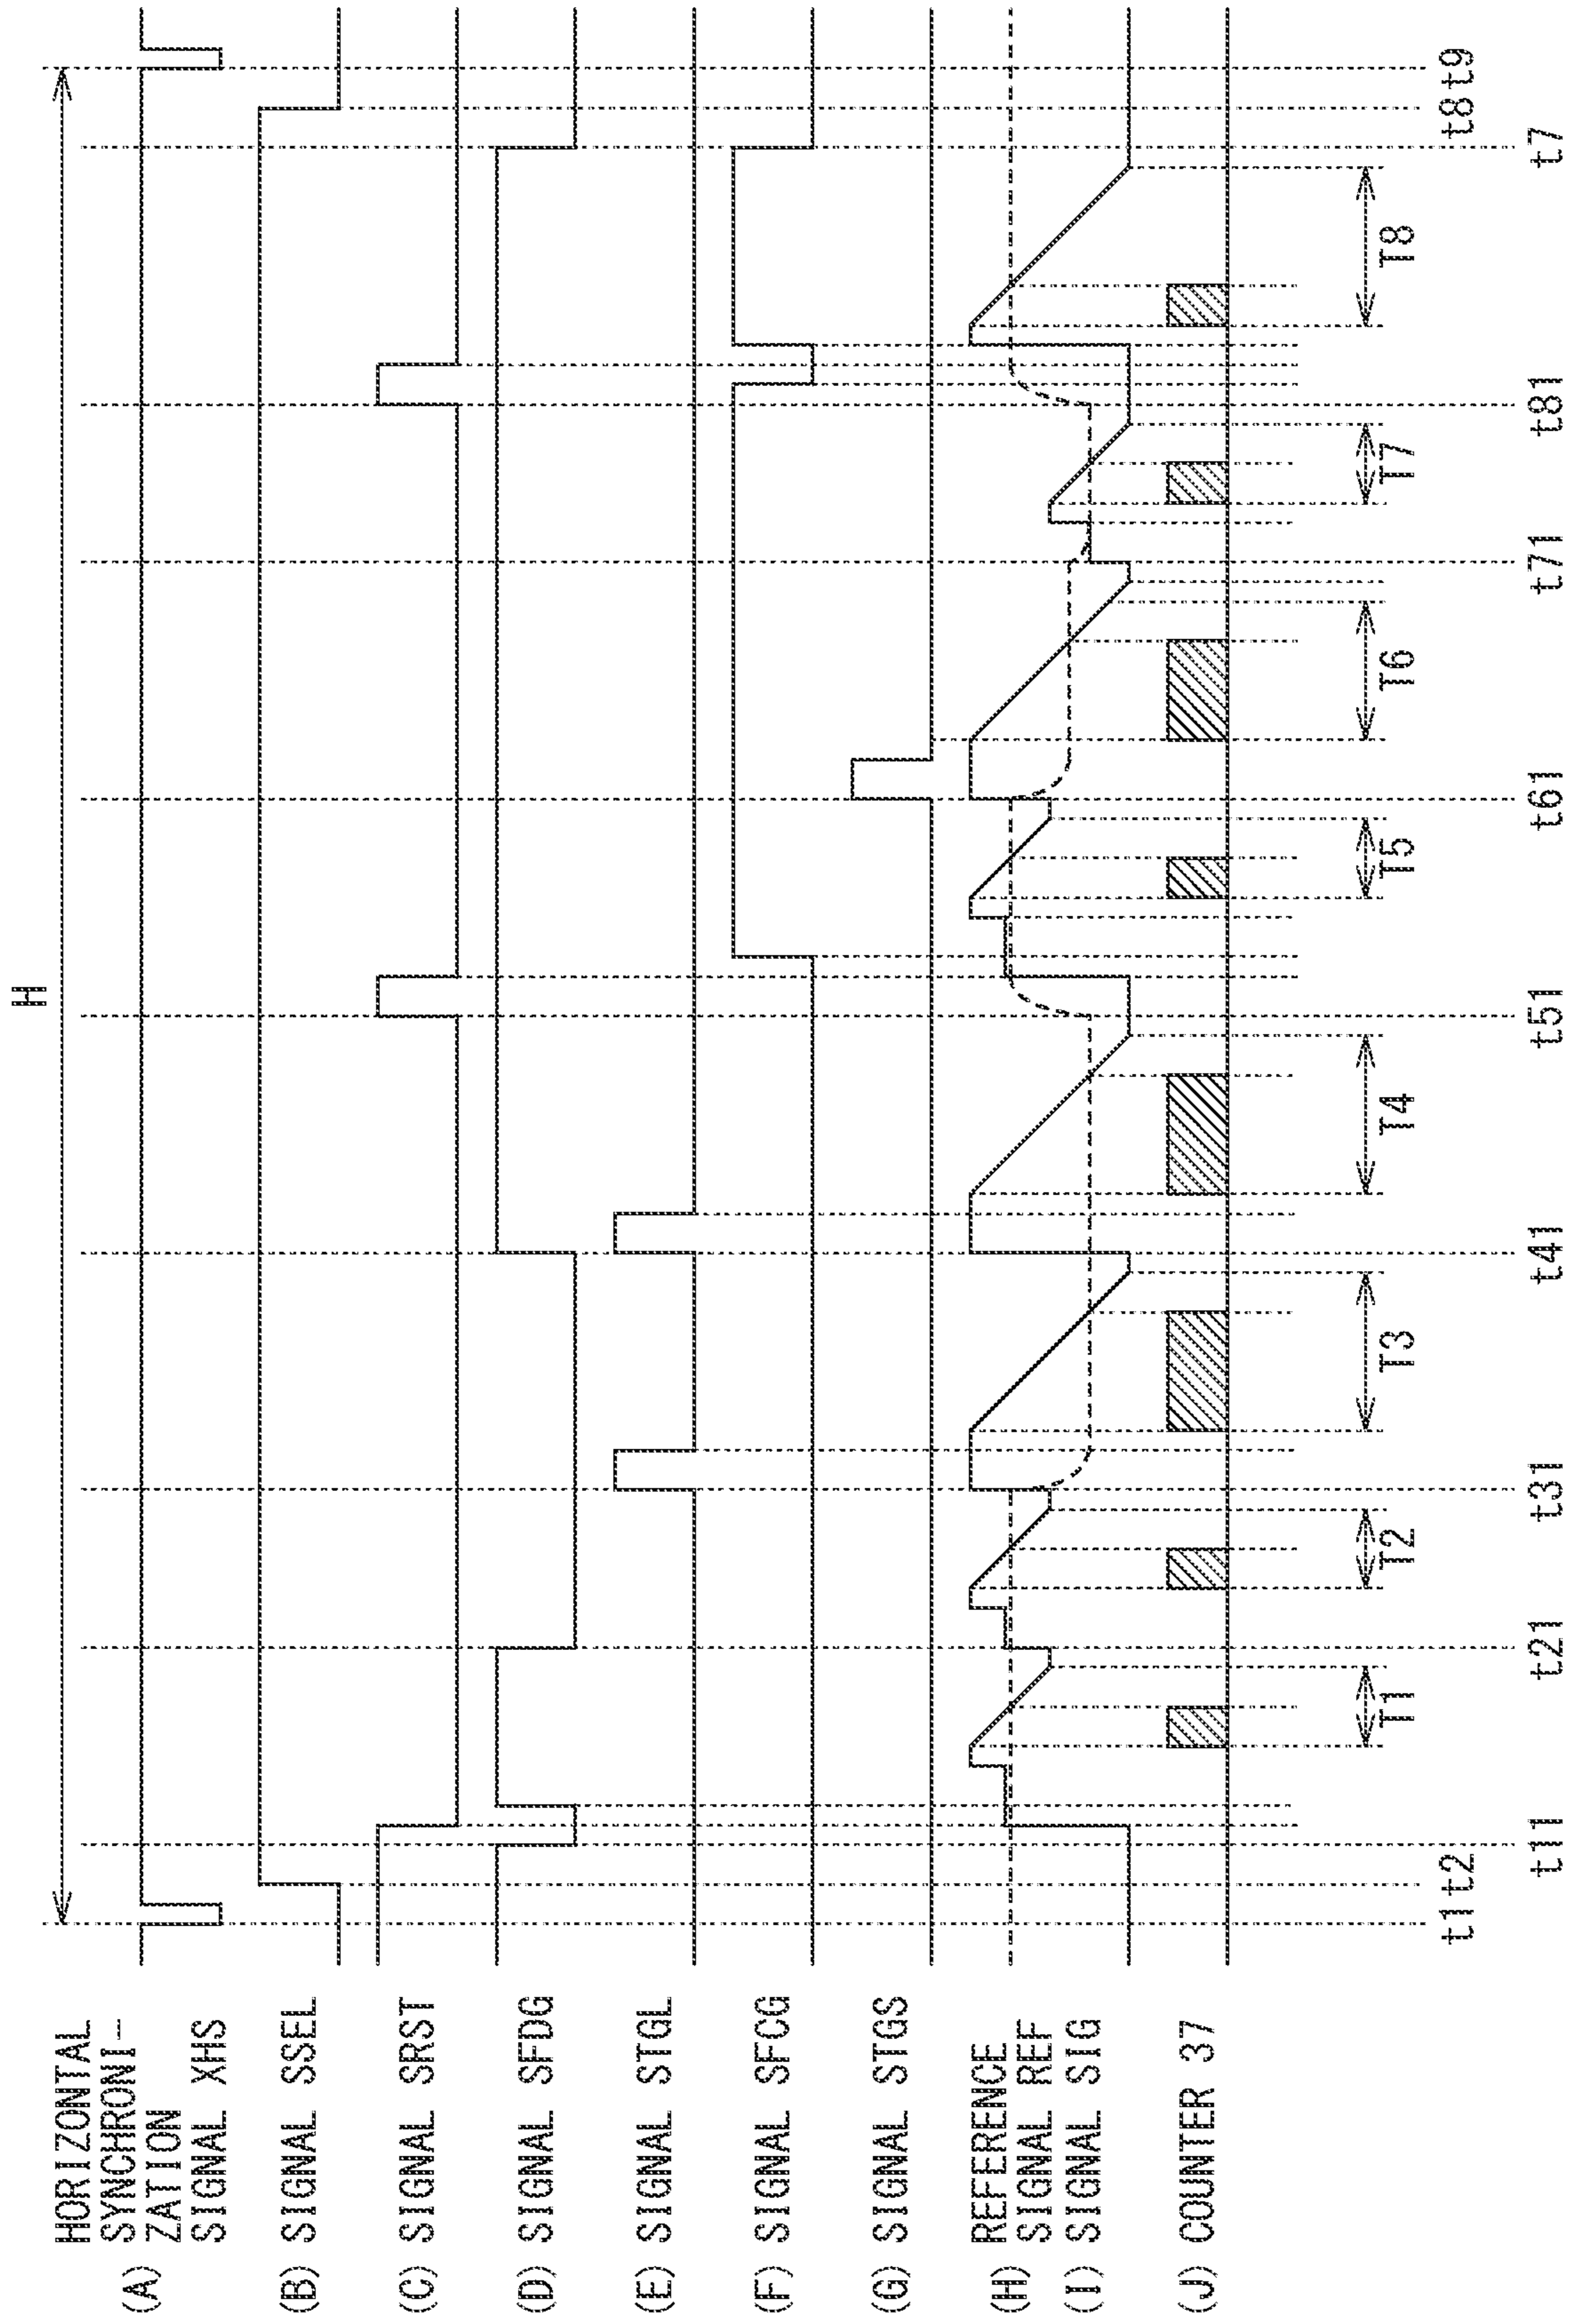 H
HORIZONTAL
SYNCHRONI-
ZATION
(A) SIGNAL XHS
(B) SIGNAL SSEL
(C) SIGNAL SRST
(D) SIGNAL SFDG
(E) SIGNAL STGL
(F) SIGNAL SFCG
(G) SIGNAL STGS
REFERENCE
(H) SIGNAL REF
(I) SIGNAL SIG
(J) COUNTER 37
T1 T2 T3 T4 T5 T6 T7 T8
t1 t2 t8 t9
t11 t21 t31 t41 t51 t61 t71 t81 t7